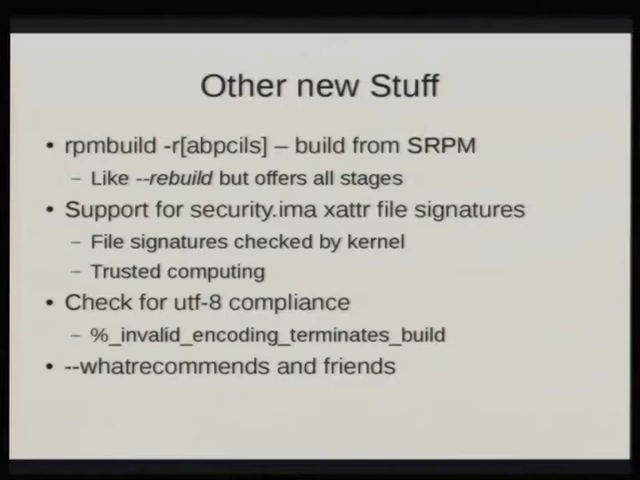 Other new Stuff
• rpmbuild -r[abpcils] – build from SRPM
– Like --rebuild but offers all stages
• Support for security.ima xattr file signatures
– File signatures checked by kernel
– Trusted computing
• Check for utf-8 compliance
– %_invalid_encoding_terminates_build
• --whatrecommends and friends